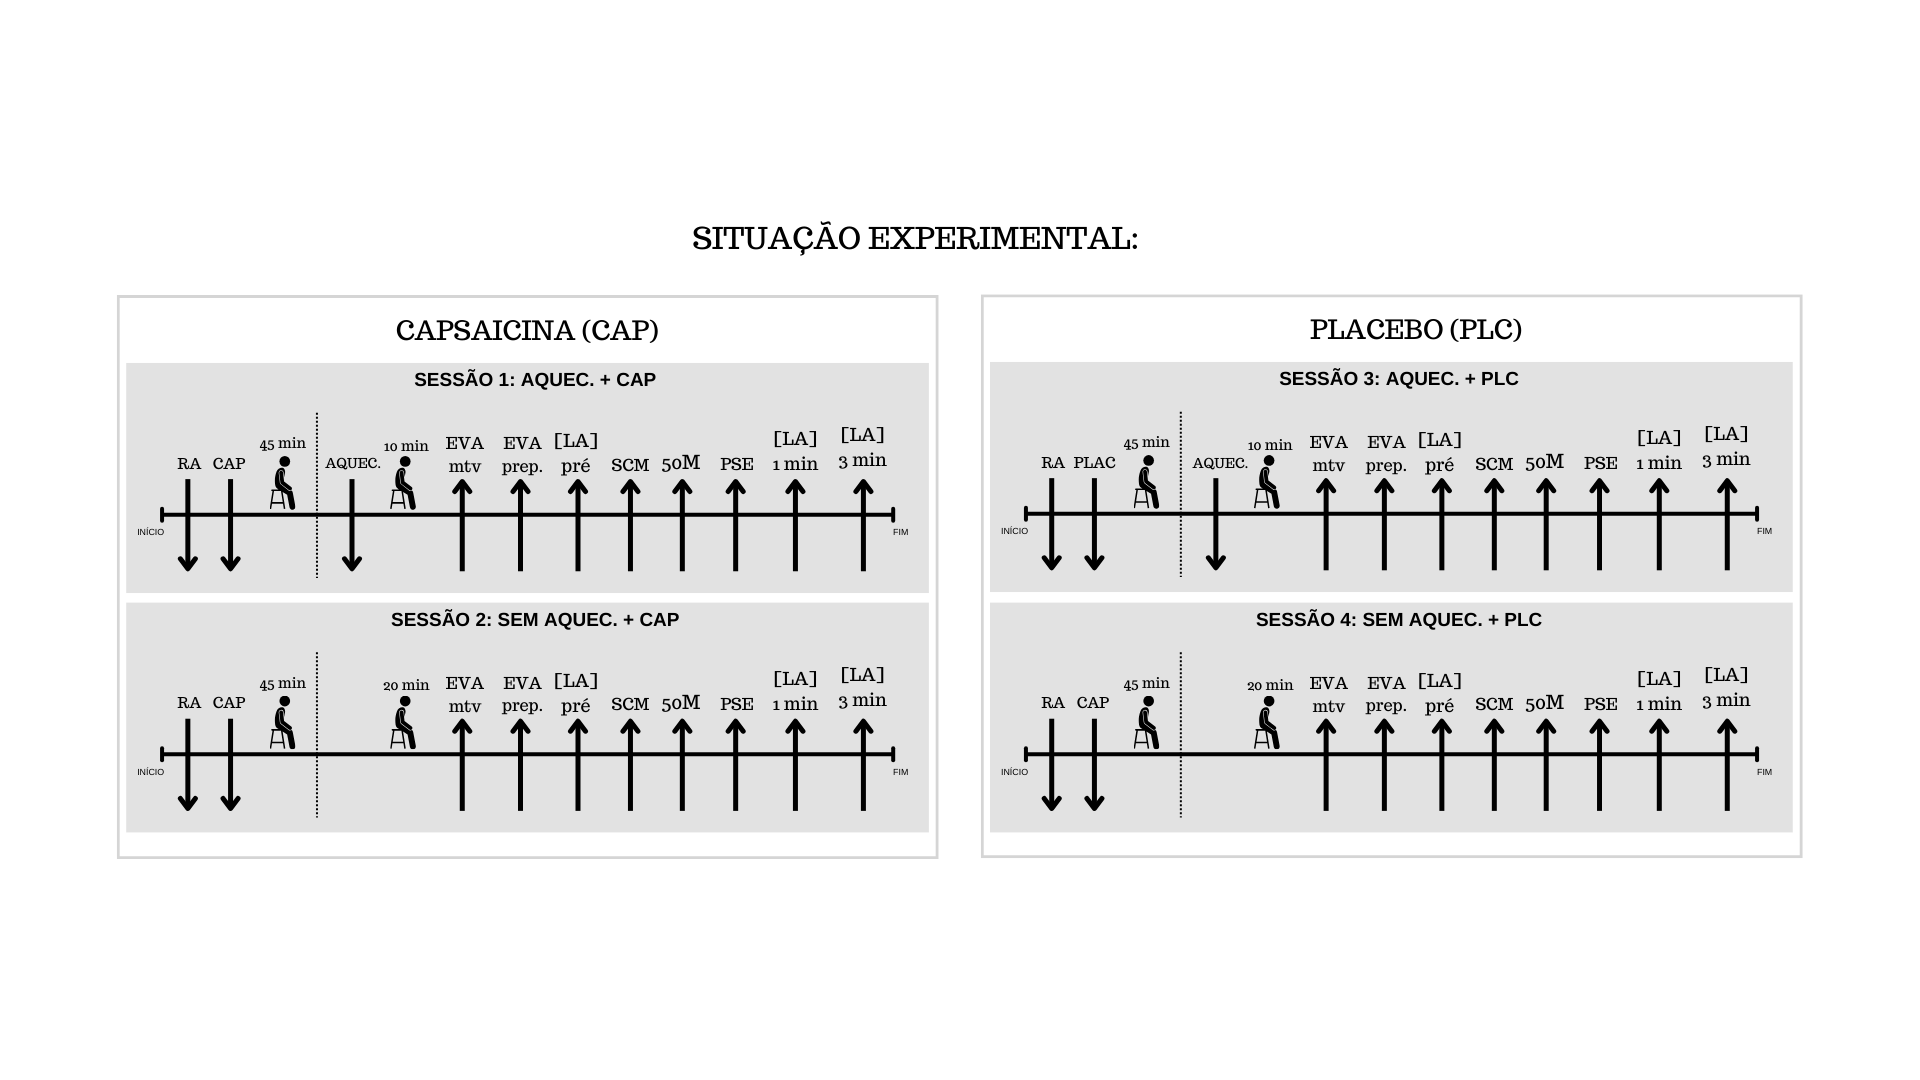 SITUAÇÃO EXPERIMENTAL:
CAPSAICINA (CAP)
SESSÃO 1: AQUEC. + CAP
RA CAP 45 min AQUEC. 10 min EVA EVA [LA] SCM 50M PSE [LA] [LA]
mtv prep. pré 1 min 3 min
INÍCIO FIM
SESSÃO 2: SEM AQUEC. + CAP
RA CAP 45 min 20 min EVA EVA [LA] SCM 50M PSE [LA] [LA]
mtv prep. pré 1 min 3 min
INÍCIO FIM
PLACEBO (PLC)
SESSÃO 3: AQUEC. + PLC
RA PLAC 45 min AQUEC. 10 min EVA EVA [LA] SCM 50M PSE [LA] [LA]
mtv prep. pré 1 min 3 min
INÍCIO FIM
SESSÃO 4: SEM AQUEC. + PLC
RA CAP 45 min 20 min EVA EVA [LA] SCM 50M PSE [LA] [LA]
mtv prep. pré 1 min 3 min
INÍCIO FIM